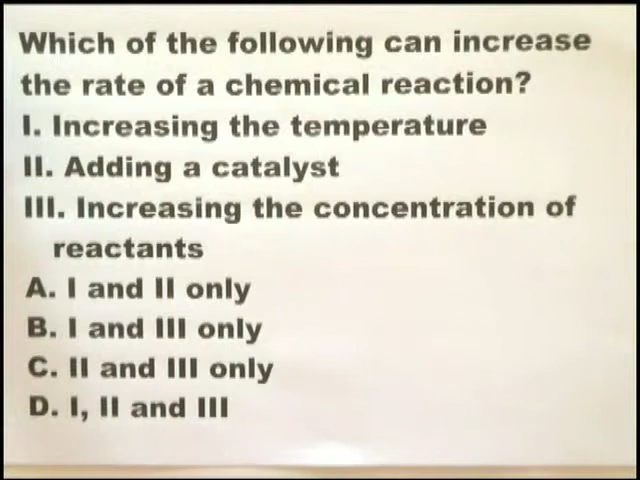 Which of the following can increase
the rate of a chemical reaction?
I. Increasing the temperature
II. Adding a catalyst
III. Increasing the concentration of
reactants
A. I and II only
B. I and III only
C. II and III only
D. I, II and III